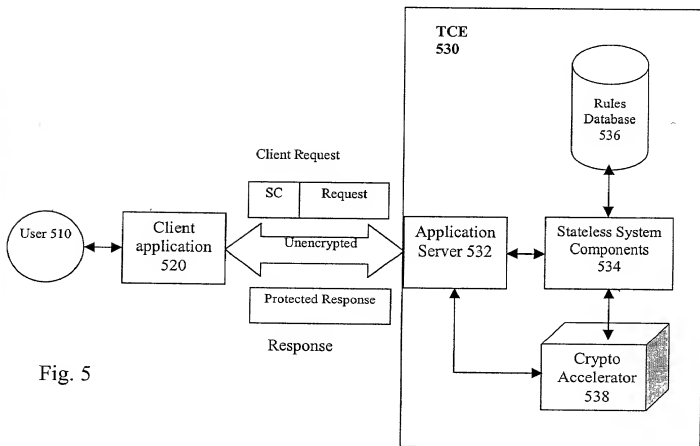 TCE
530
Rules
Database
536
Client Request
SC Request
User 510
Client
application
520
Unencrypted
Application
Server 532
Stateless System
Components
534
Protected Response
Response
Crypto
Accelerator
538
Fig. 5